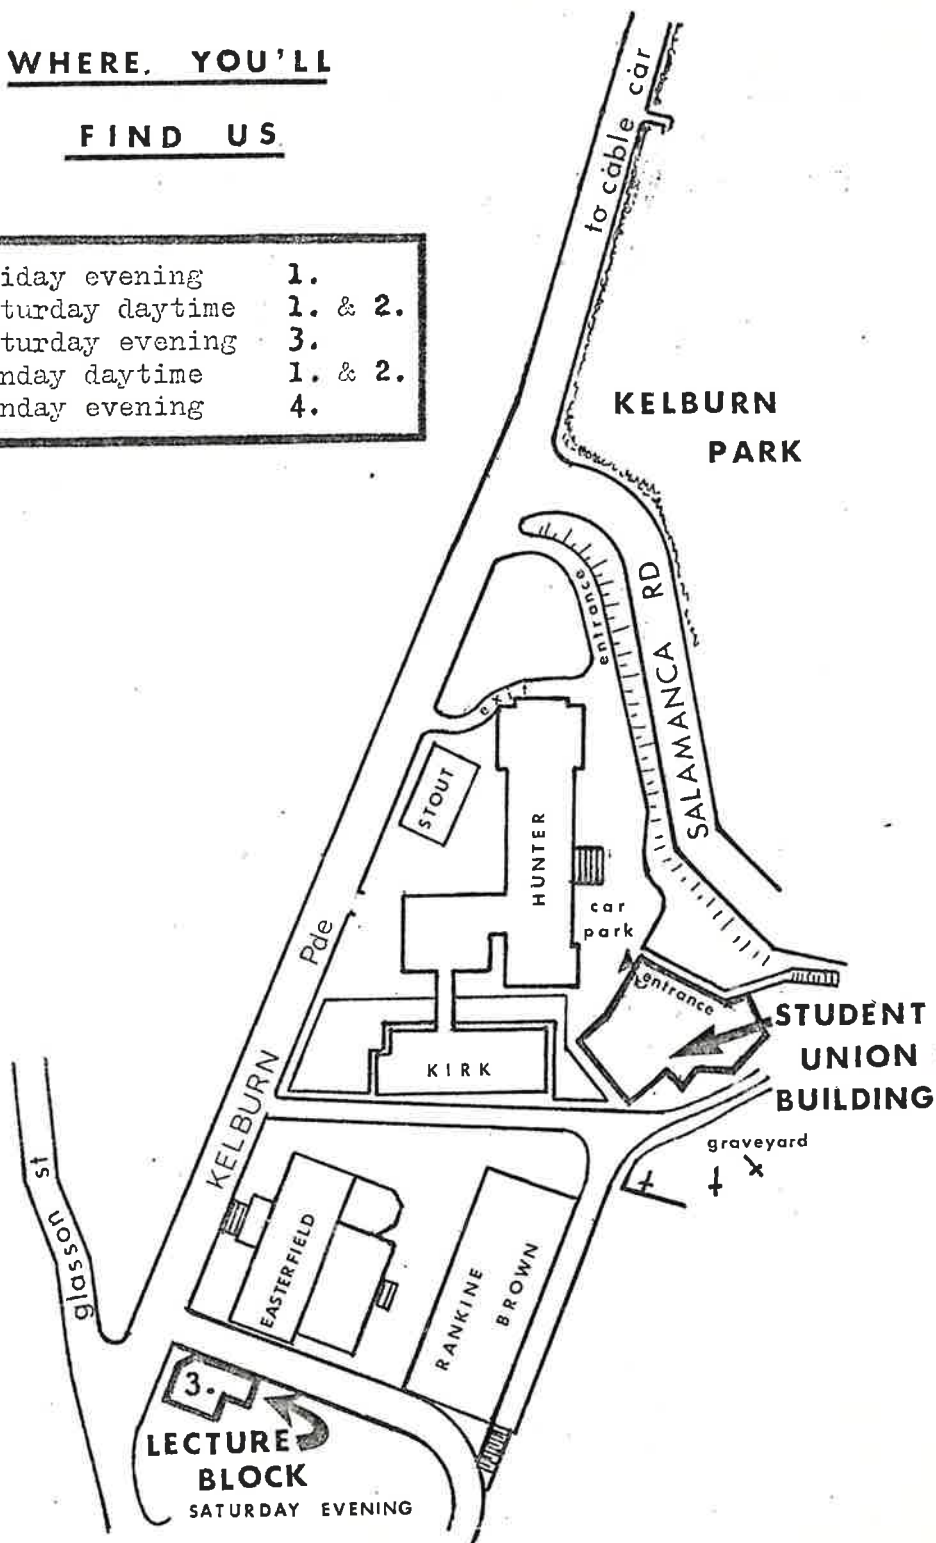 WHERE. YOU'LL
FIND US
iday evening 1.
turday daytime 1. & 2.
turday evening 3.
nday daytime 1. & 2.
nday evening 4.
to cable car
KELBURN
PARK
SALAMANCA RD
entrance
exit
STOUT
HUNTER
car
park
entrance
STUDENT
UNION
BUILDING
KIRK
KELBURN Pde
graveyard
glasson st
EASTERFIELD
RANKINE
BROWN
3.
LECTURE
BLOCK
SATURDAY EVENING